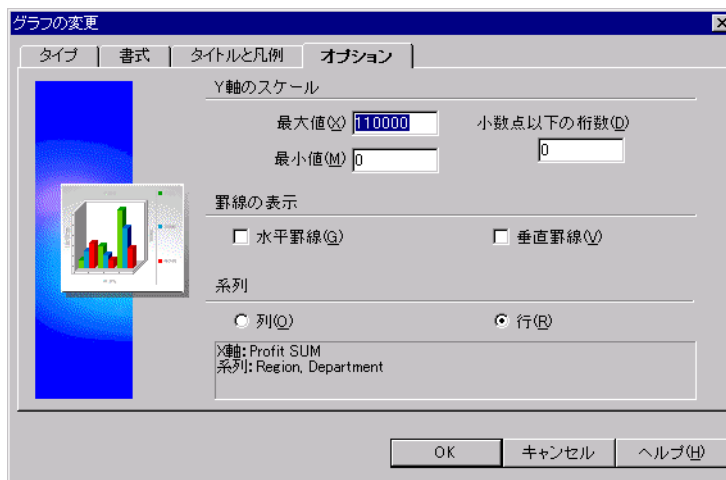 グラフの変更
タイプ 書式 タイトルと凡例 オプション
Y軸のスケール
最大値(X) 110000 小数点以下の桁数(D)
最小値(M) 0 0
罫線の表示
水平罫線(G) 垂直罫線(V)
系列
列(O) 行(R)
X軸: Profit SUM
系列: Region, Department
OK キャンセル ヘルプ(H)